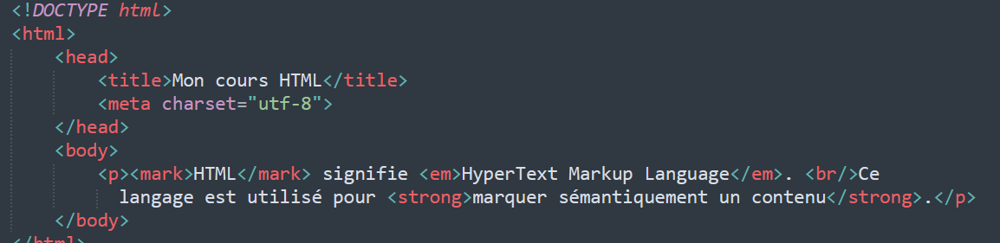 <!DOCTYPE html>
<html>
<head>
<title>Mon cours HTML</title>
<meta charset="utf-8">
</head>
<body>
<p><mark>HTML</mark> signifie <em>HyperText Markup Language</em>. <br/>Ce
langage est utilisé pour <strong>marquer sémantiquement un contenu</strong>.</p>
</body>
</html>